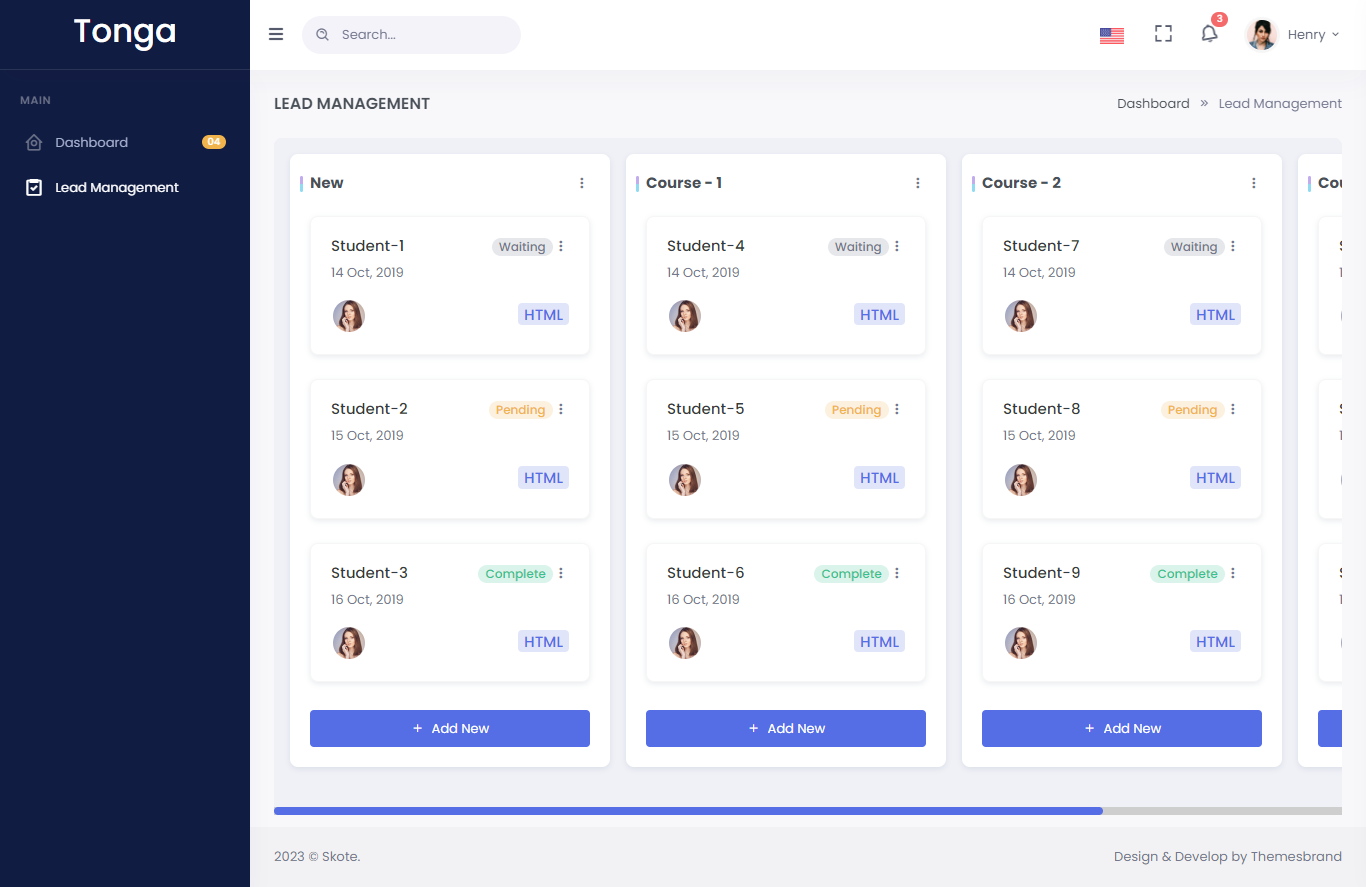 Tonga
MAIN
Dashboard 04
Lead Management
Search...
3
Henry
LEAD MANAGEMENT
Dashboard » Lead Management
New
Student-1 Waiting
14 Oct, 2019
HTML
Student-2 Pending
15 Oct, 2019
HTML
Student-3 Complete
16 Oct, 2019
HTML
+ Add New
Course - 1
Student-4 Waiting
14 Oct, 2019
HTML
Student-5 Pending
15 Oct, 2019
HTML
Student-6 Complete
16 Oct, 2019
HTML
+ Add New
Course - 2
Student-7 Waiting
14 Oct, 2019
HTML
Student-8 Pending
15 Oct, 2019
HTML
Student-9 Complete
16 Oct, 2019
HTML
+ Add New
2023 © Skote.
Design & Develop by Themesbrand